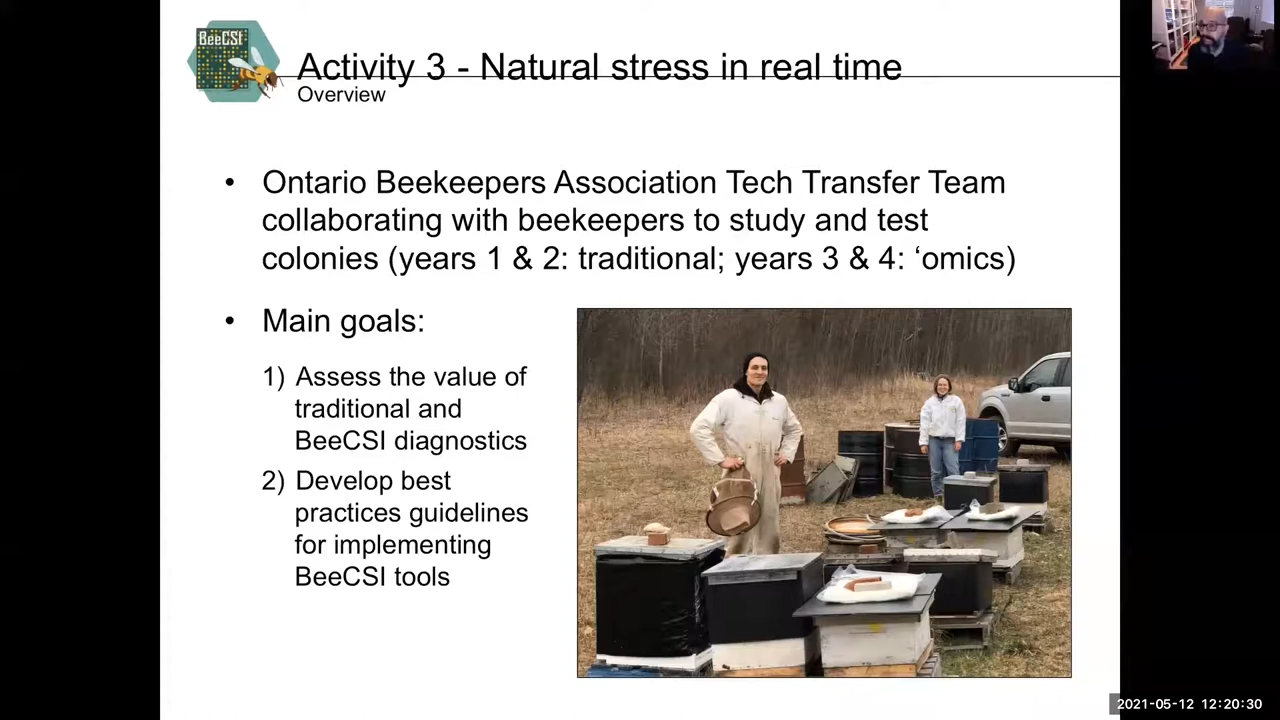 BeeCSI
Activity 3 - Natural stress in real time
Overview
• Ontario Beekeepers Association Tech Transfer Team
collaborating with beekeepers to study and test
colonies (years 1 & 2: traditional; years 3 & 4: ‘omics)
• Main goals:
1) Assess the value of
traditional and
BeeCSI diagnostics
2) Develop best
practices guidelines
for implementing
BeeCSI tools
2021-05-12 12:20:30